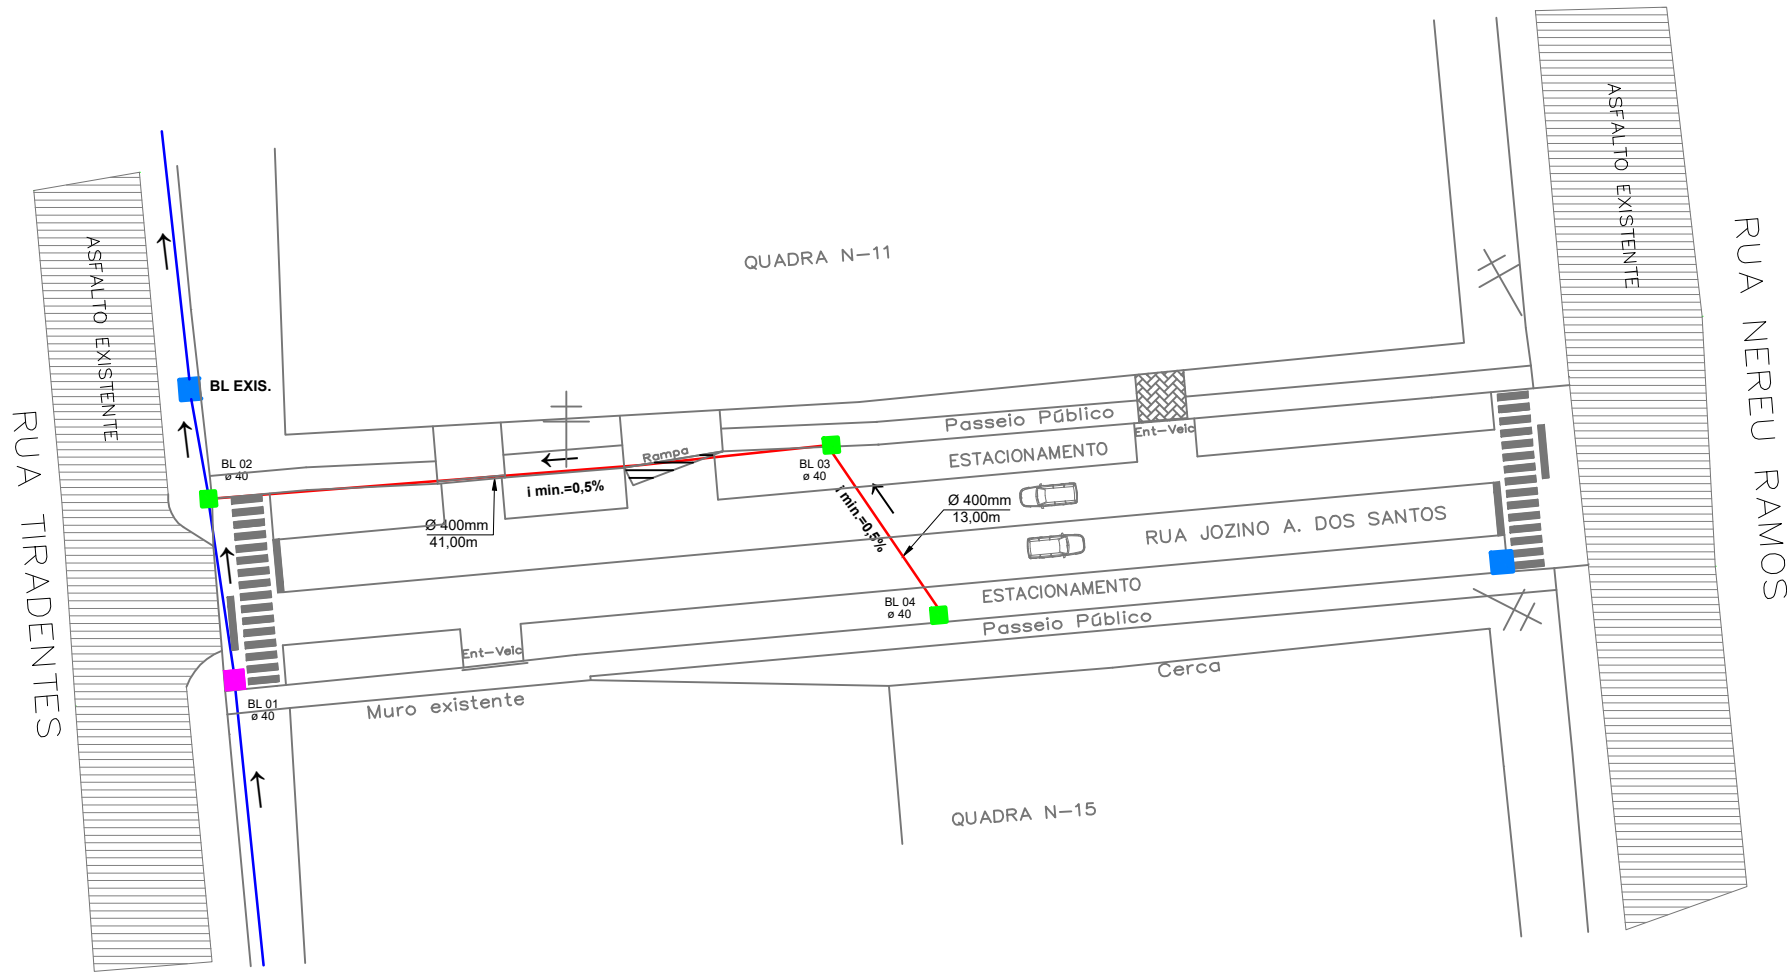 ASFALTO EXISTENTE
RUA NEREU RAMOS
ASFALTO EXISTENTE
QUADRA N-11
BL EXIS.
RUA TIRADENTES
Passeio Público
Ent-Veic
ESTACIONAMENTO
Rampa
BL 02
ø 40
BL 03
ø 40
i min.=0,5%
i min.=0,5%
Ø 400mm
13,00m
Ø 400mm
41,00m
RUA JOZINO A. DOS SANTOS
ESTACIONAMENTO
BL 04
ø 40
Passeio Público
Ent-Veic
Cerca
BL 01
ø 40
Muro existente
QUADRA N-15